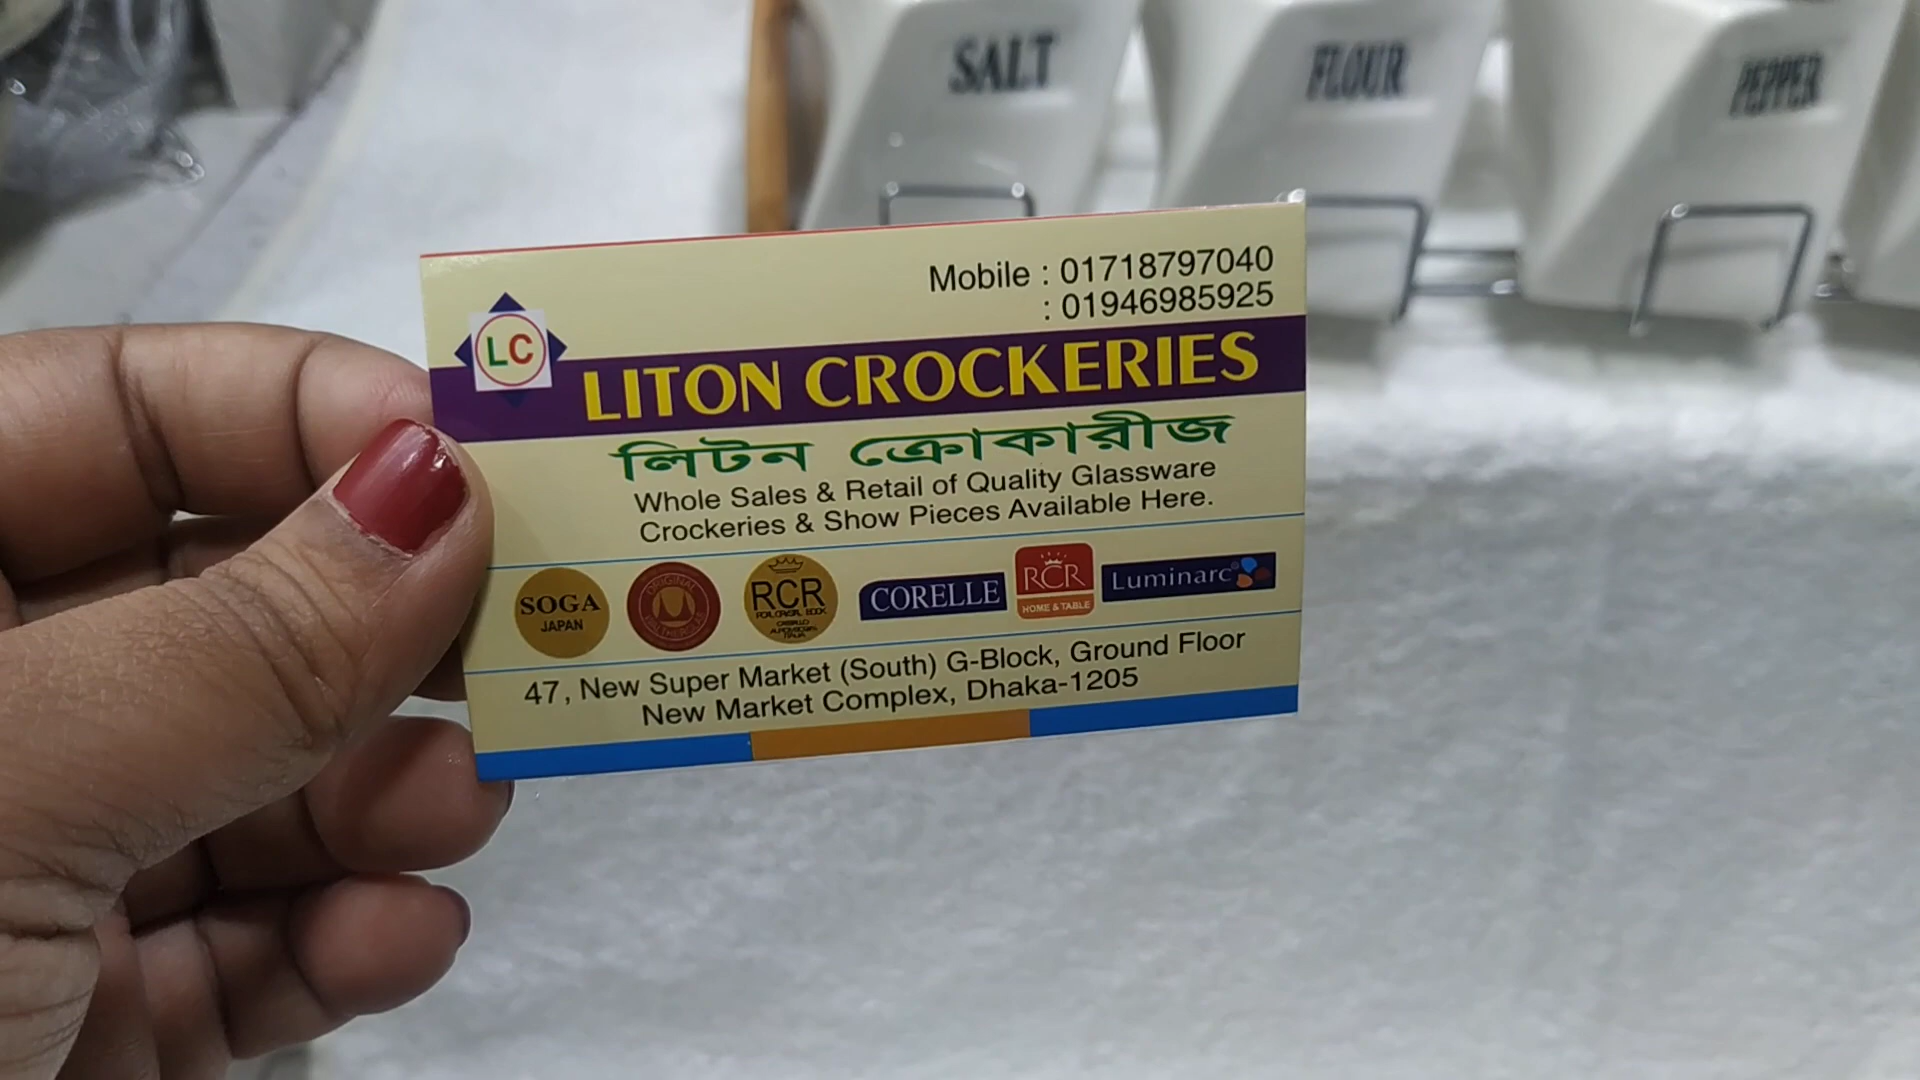 SALT
FLOUR
PEPPER
Mobile : 01718797040
: 01946985925
LC
LITON CROCKERIES
লিটন ক্রোকারীজ
Whole Sales & Retail of Quality Glassware
Crockeries & Show Pieces Available Here.
SOGA
JAPAN
ORIGINAL
RCR
CORELLE
RCR
HOME & TABLE
Luminarc
47, New Super Market (South) G-Block, Ground Floor
New Market Complex, Dhaka-1205